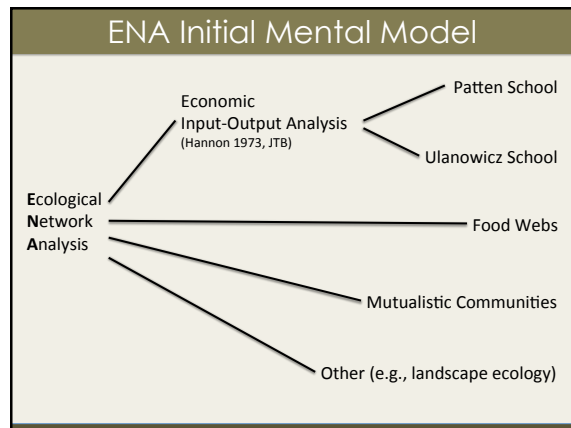 ENA Initial Mental Model
Patten School
Economic
Input-Output Analysis
(Hannon 1973, JTB)
Ulanowicz School
Ecological
Network
Analysis
Food Webs
Mutualistic Communities
Other (e.g., landscape ecology)